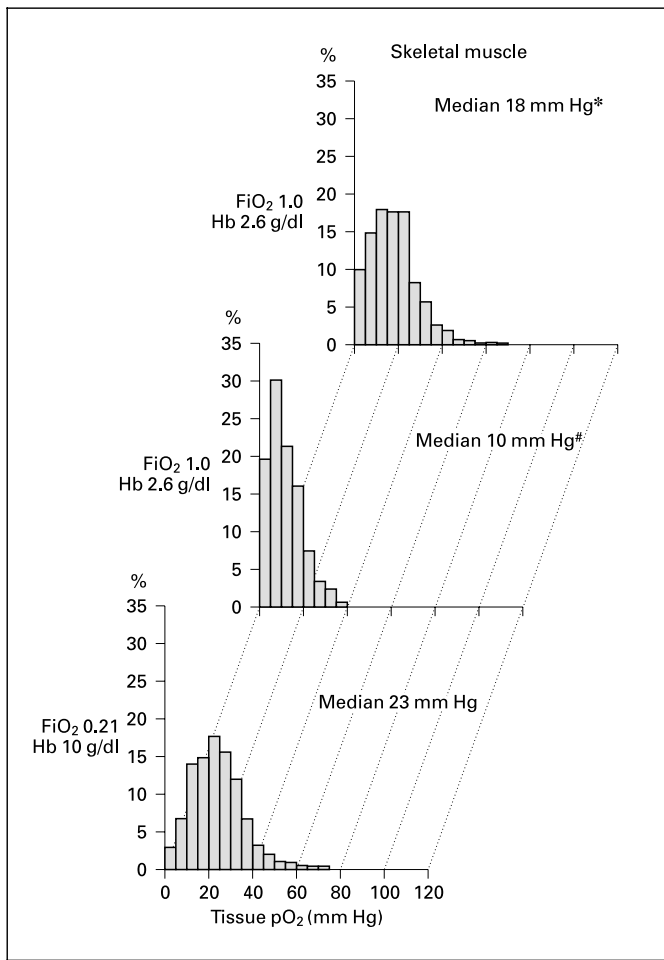 Skeletal muscle
%
35
Median 18 mm Hg*
30
25
20
FiO₂ 1.0
Hb 2.6 g/dl
15
10
5
0
%
35
30
25
Median 10 mm Hg#
20
FiO₂ 1.0
Hb 2.6 g/dl
15
10
5
0
%
35
30
25
Median 23 mm Hg
20
FiO₂ 0.21
Hb 10 g/dl
15
10
5
0
0 20 40 60 80 100 120
Tissue pO₂ (mm Hg)